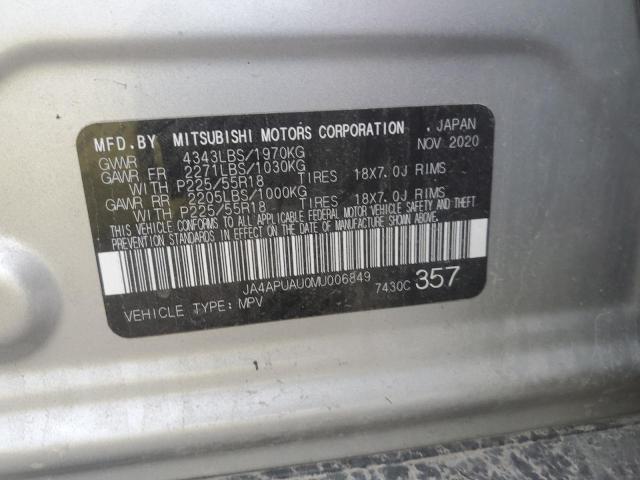 MFD.BY MITSUBISHI MOTORS CORPORATION . JAPAN
GVWR 4343LBS/1970KG NOV 2020
GAWR FR 2271LBS/1030KG
WITH P225/55R18 TIRES 18X7.0J RIMS
GAWR RR 2205LBS/1000KG
WITH P225/55R18 TIRES 18X7.0J RIMS
THIS VEHICLE CONFORMS TO ALL APPLICABLE FEDERAL MOTOR VEHICLE SAFETY AND THEFT
PREVENTION STANDARDS IN EFFECT ON THE DATE OF MANUFACTURE SHOWN ABOVE.
JA4APUAU0MU006849
VEHICLE TYPE: MPV 7430C 357